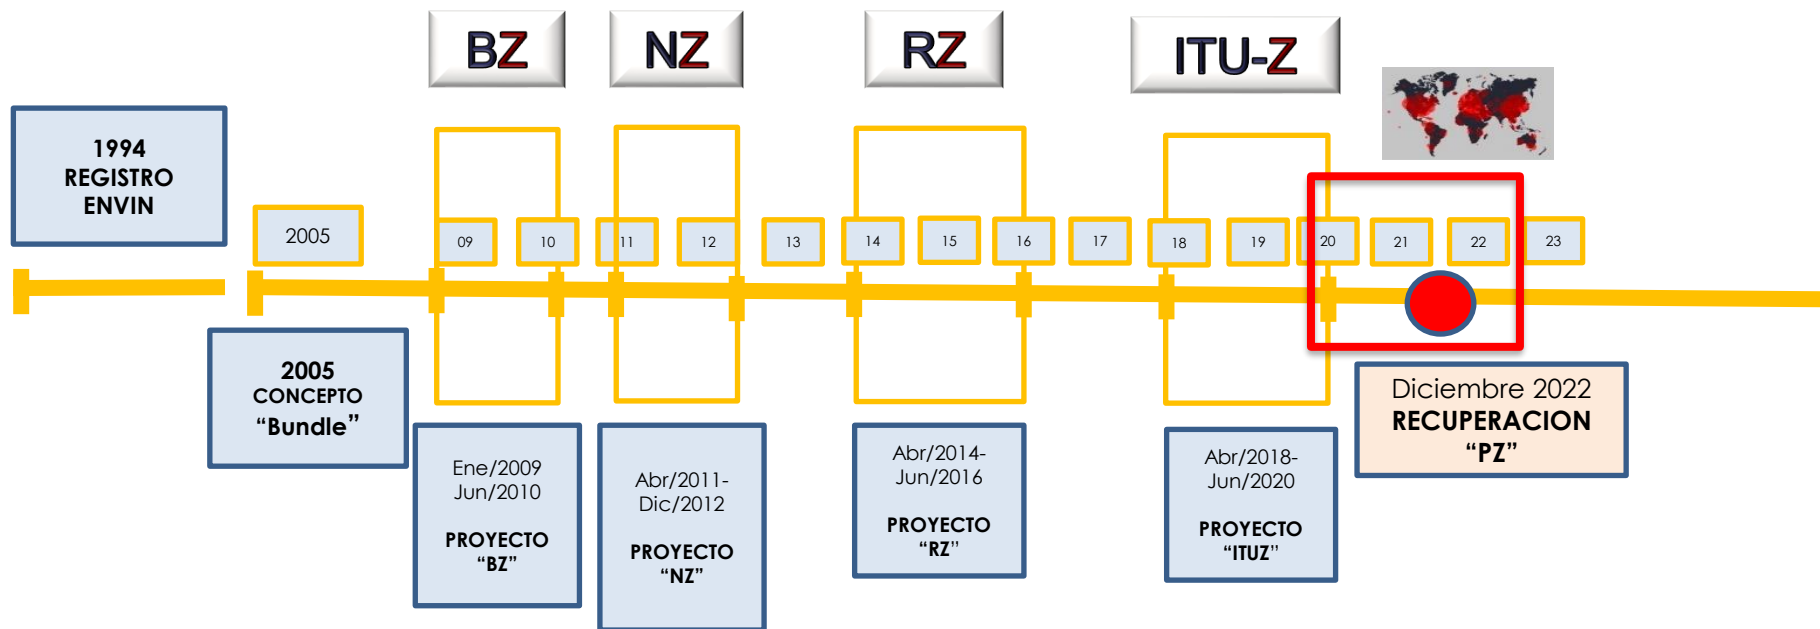 BZ
NZ
RZ
ITU-Z
1994
REGISTRO
ENVIN
2005
09
10
11
12
13
14
15
16
17
18
19
20
21
22
23
2005
CONCEPTO
“Bundle”
Ene/2009
Jun/2010
PROYECTO
“BZ”
Abr/2011-
Dic/2012
PROYECTO
“NZ”
Abr/2014-
Jun/2016
PROYECTO
“RZ”
Abr/2018-
Jun/2020
PROYECTO
“ITUZ”
Diciembre 2022
RECUPERACION
“PZ”